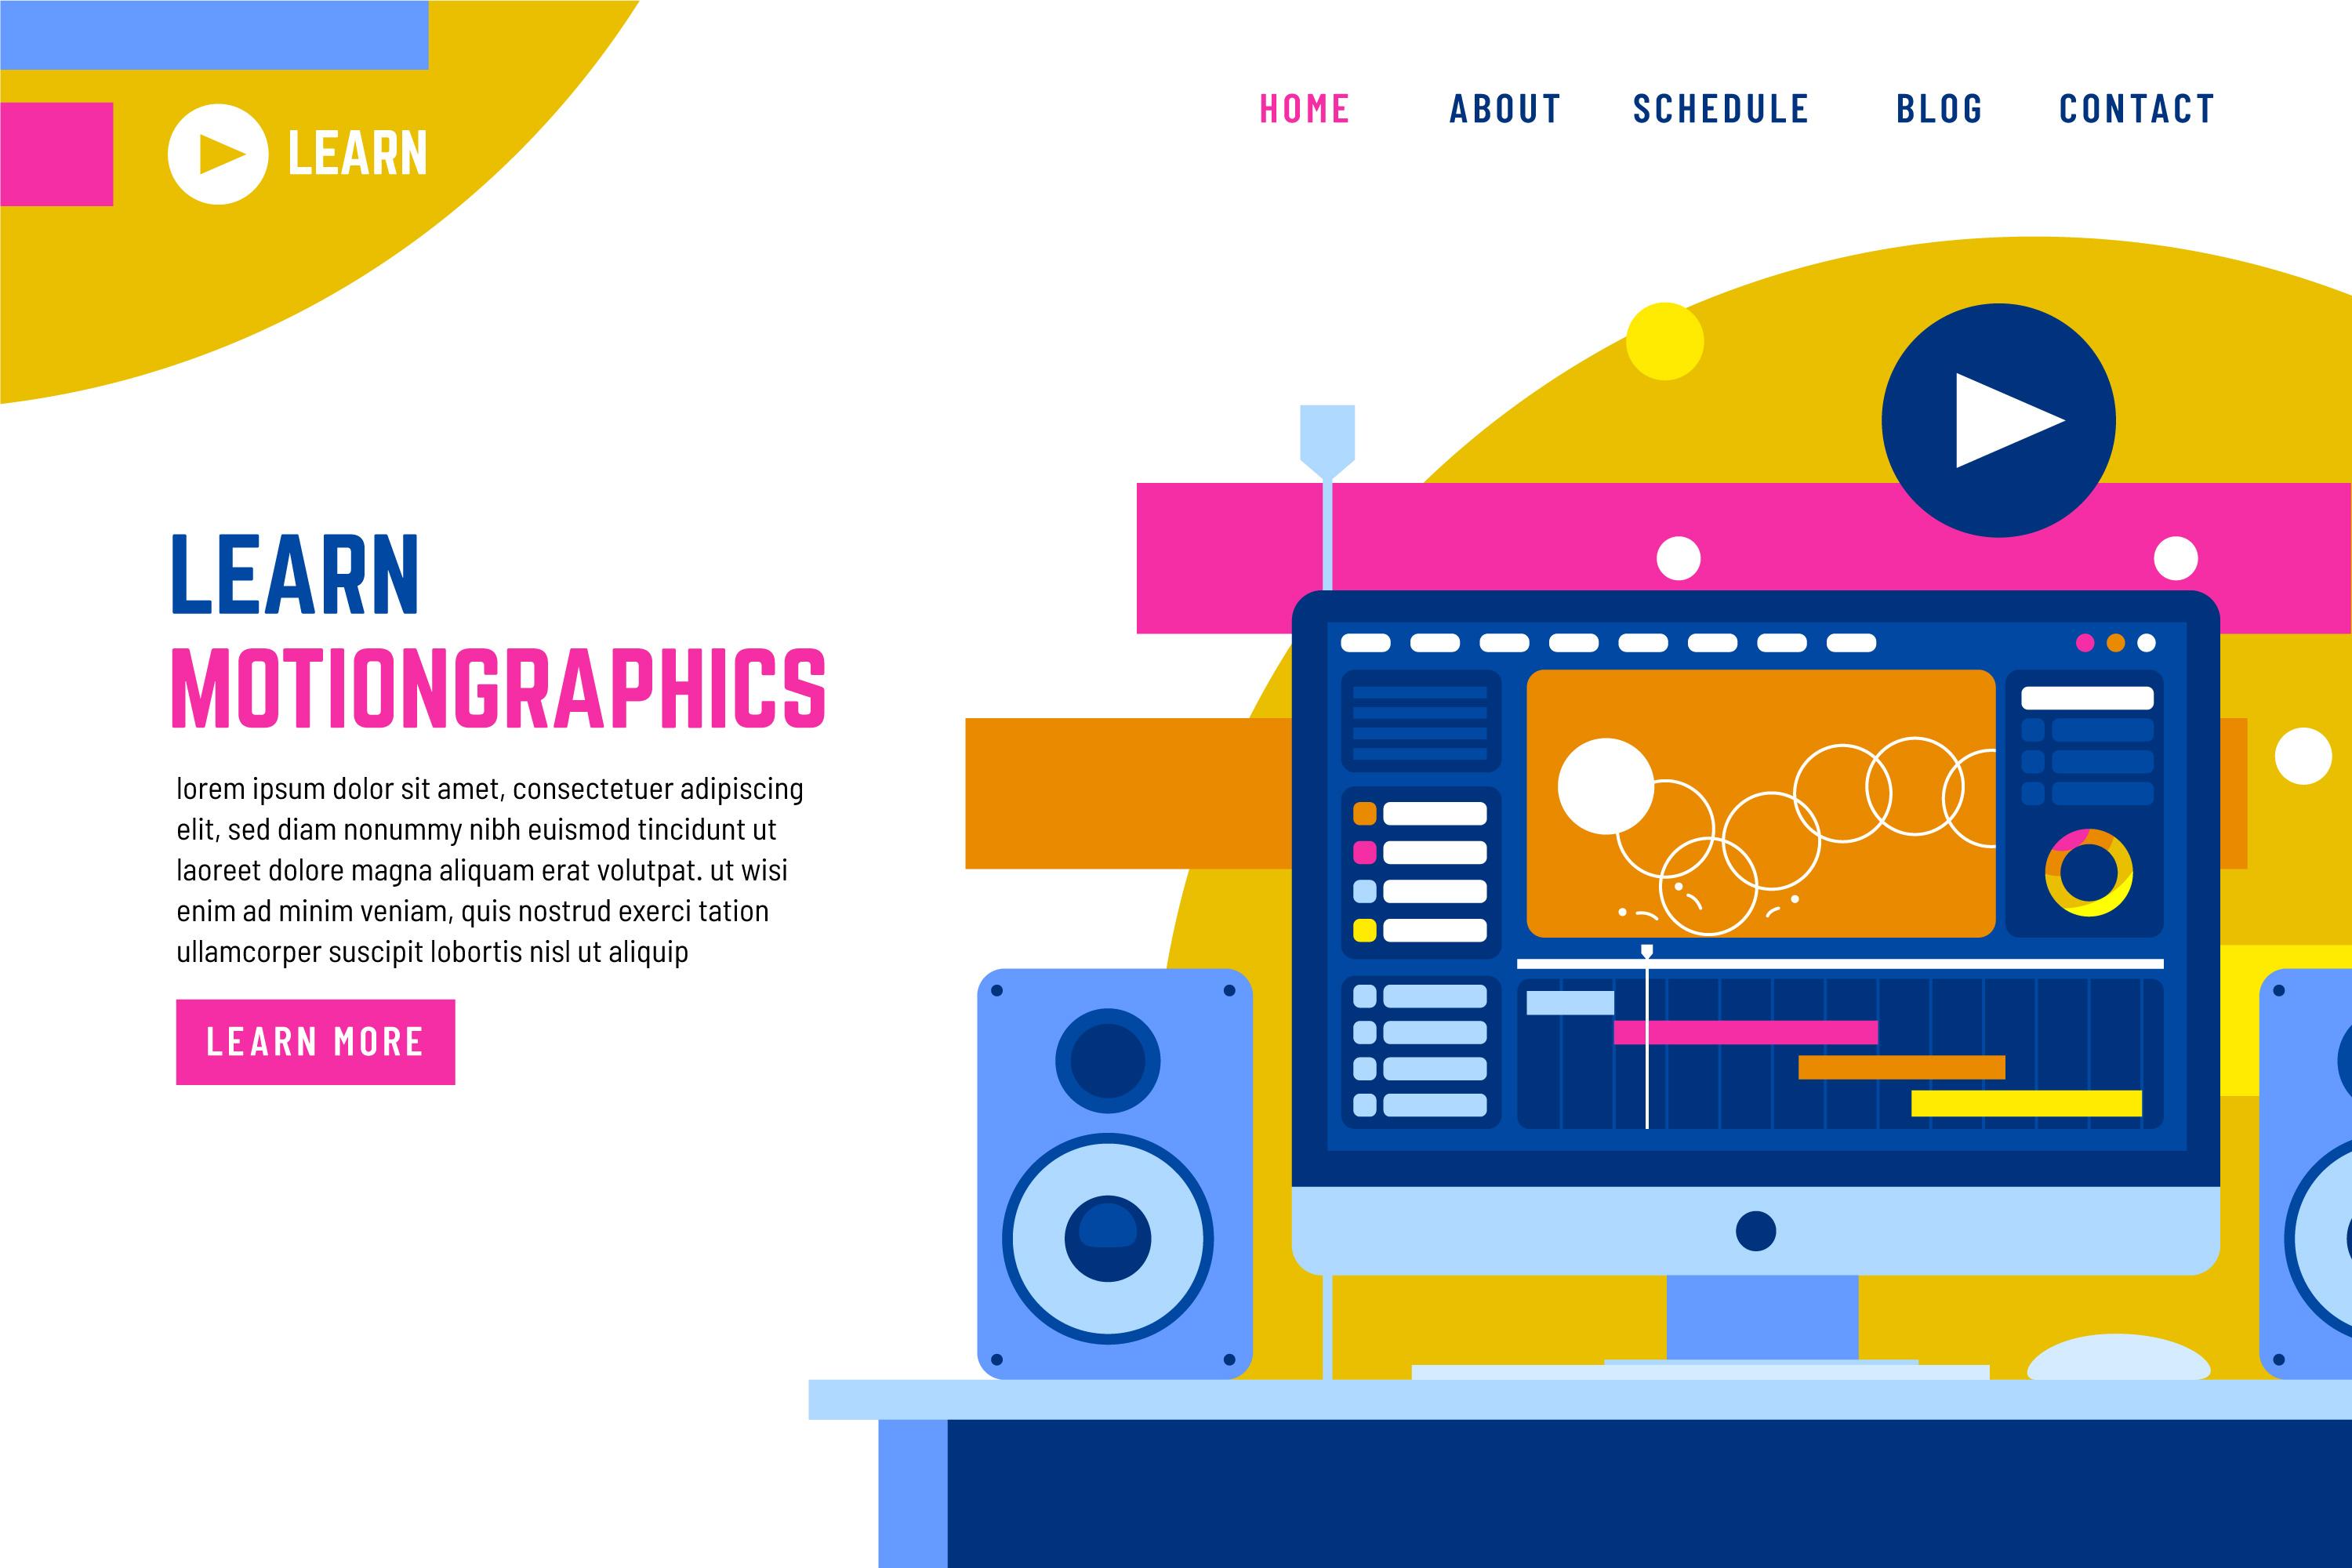 LEARN
HOME ABOUT SCHEDULE BLOG CONTACT
LEARN
MOTIONGRAPHICS
lorem ipsum dolor sit amet, consectetuer adipiscing
elit, sed diam nonummy nibh euismod tincidunt ut
laoreet dolore magna aliquam erat volutpat. ut wisi
enim ad minim veniam, quis nostrud exerci tation
ullamcorper suscipit lobortis nisl ut aliquip
LEARN MORE